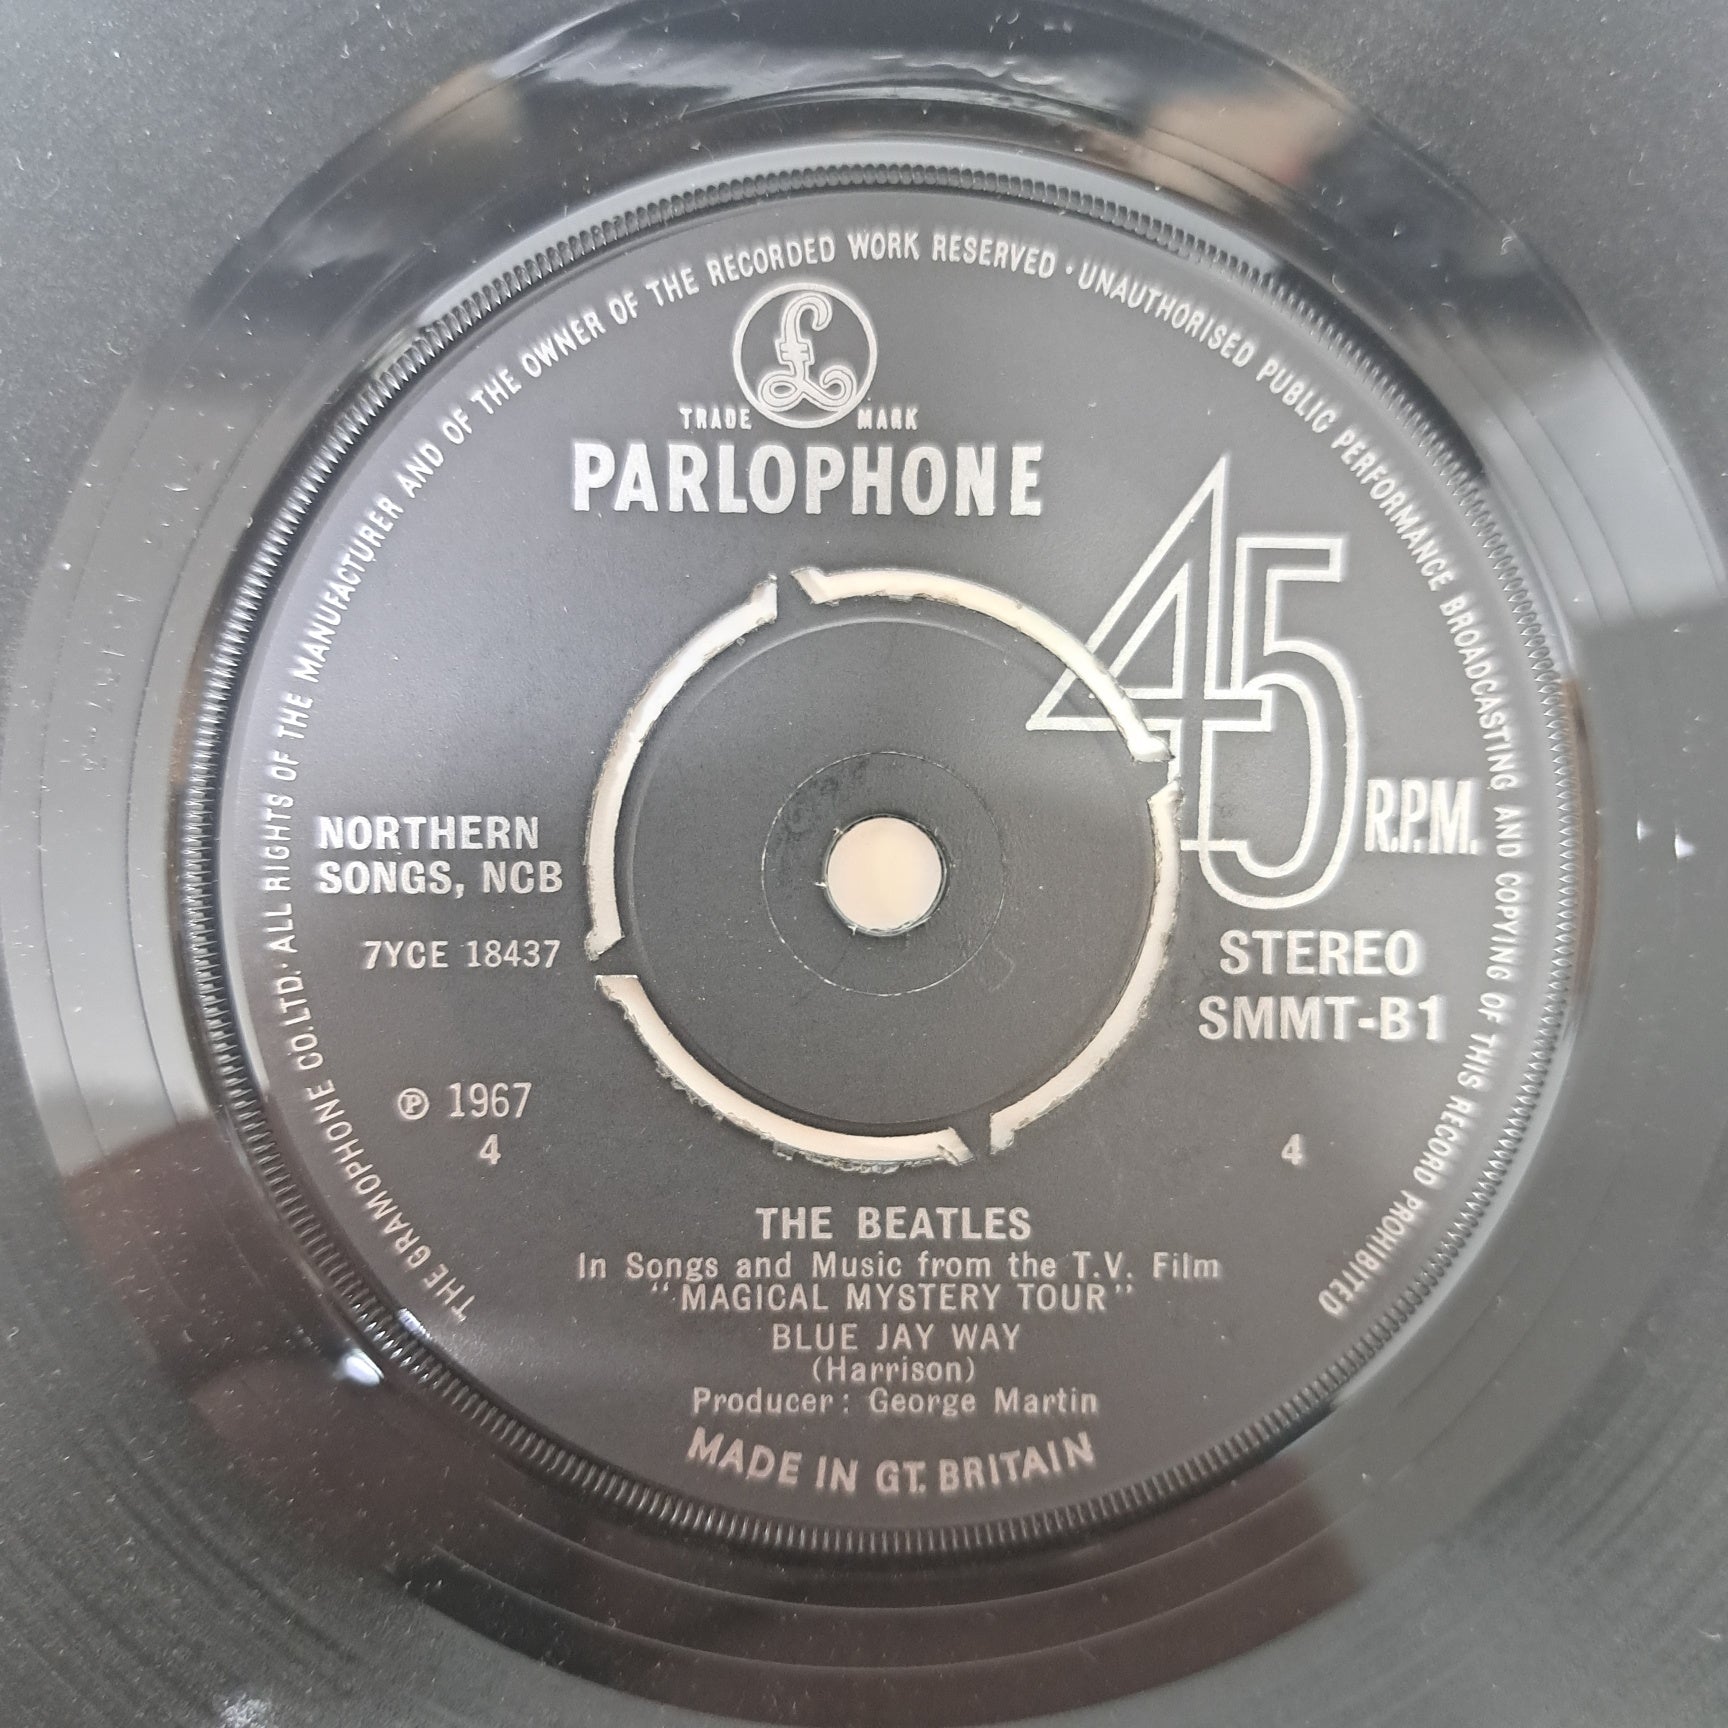 THE GRAMOPHONE CO. LTD. · ALL RIGHTS OF THE MANUFACTURER AND OF THE OWNER OF THE RECORDED WORK RESERVED · UNAUTHORISED PUBLIC PERFORMANCE BROADCASTING AND COPYING OF THIS RECORD PROHIBITED
£
TRADE MARK
PARLOPHONE
45 R.P.M.
NORTHERN
SONGS, NCB
7YCE 18437
STEREO
SMMT-B1
℗ 1967
4
4
THE BEATLES
In Songs and Music from the T.V. Film
"MAGICAL MYSTERY TOUR"
BLUE JAY WAY
(Harrison)
Producer: George Martin
MADE IN GT. BRITAIN